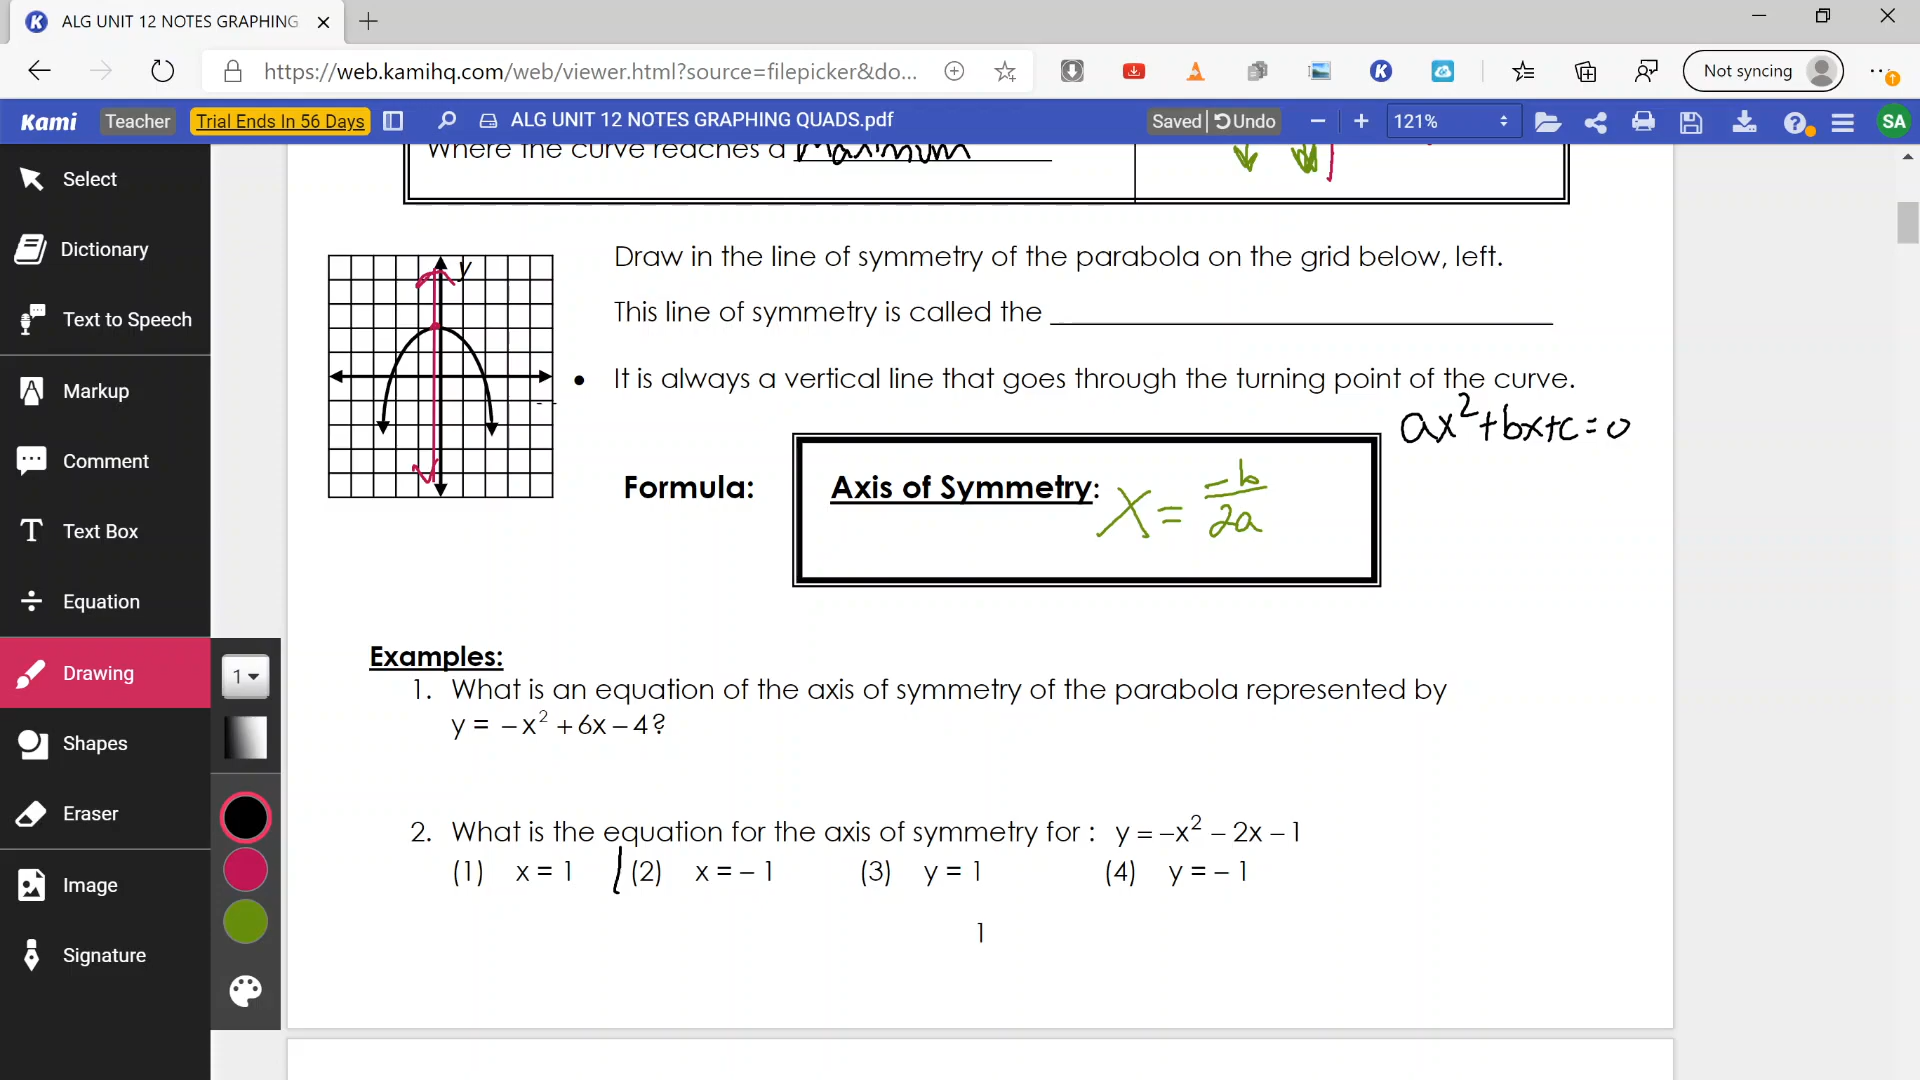 ALG UNIT 12 NOTES GRAPHING
https://web.kamihq.com/web/viewer.html?source=filepicker&do...
Not syncing
Kami Teacher Trial Ends In 56 Days ALG UNIT 12 NOTES GRAPHING QUADS.pdf Saved | Undo 121% SA
Select
Dictionary
Text to Speech
Markup
Comment
Text Box
Equation
Drawing
Shapes
Eraser
Image
Signature
1
Where the curve reaches a Maximum
y
Draw in the line of symmetry of the parabola on the grid below, left.
This line of symmetry is called the ____________________
• It is always a vertical line that goes through the turning point of the curve.
ax²+bx+c=0
Formula: Axis of Symmetry: X = -b/2a
Examples:
1. What is an equation of the axis of symmetry of the parabola represented by
y = –x² + 6x – 4?
2. What is the equation for the axis of symmetry for : y = –x² – 2x – 1
(1) x = 1 (2) x = – 1 (3) y = 1 (4) y = – 1
1